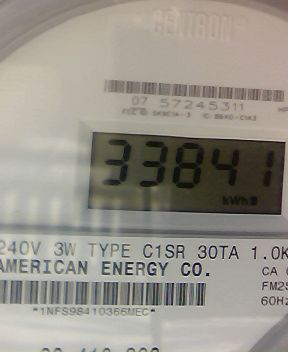 CENTRON
07 57245311
33841
kWh
240V 3W TYPE C1SR 30TA 1.0K
AMERICAN ENERGY CO.
CA
FM2S
60Hz
*1NFS98410366MEC*